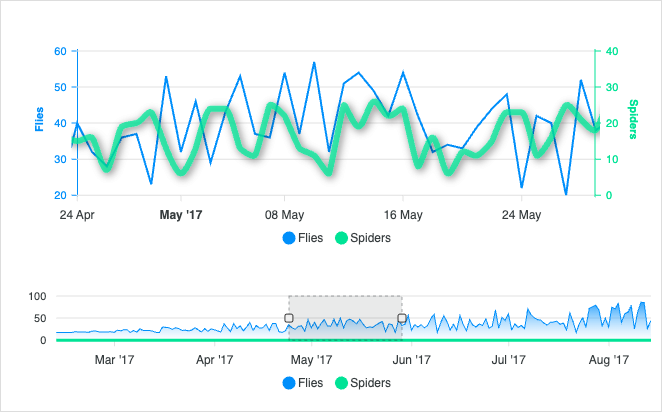 60 40
50 30
40 20
30 10
20 0
Flies
Spiders
24 Apr May '17 08 May 16 May 24 May
Flies Spiders
100
50
0
Mar '17 Apr '17 May '17 Jun '17 Jul '17 Aug '17
Flies Spiders